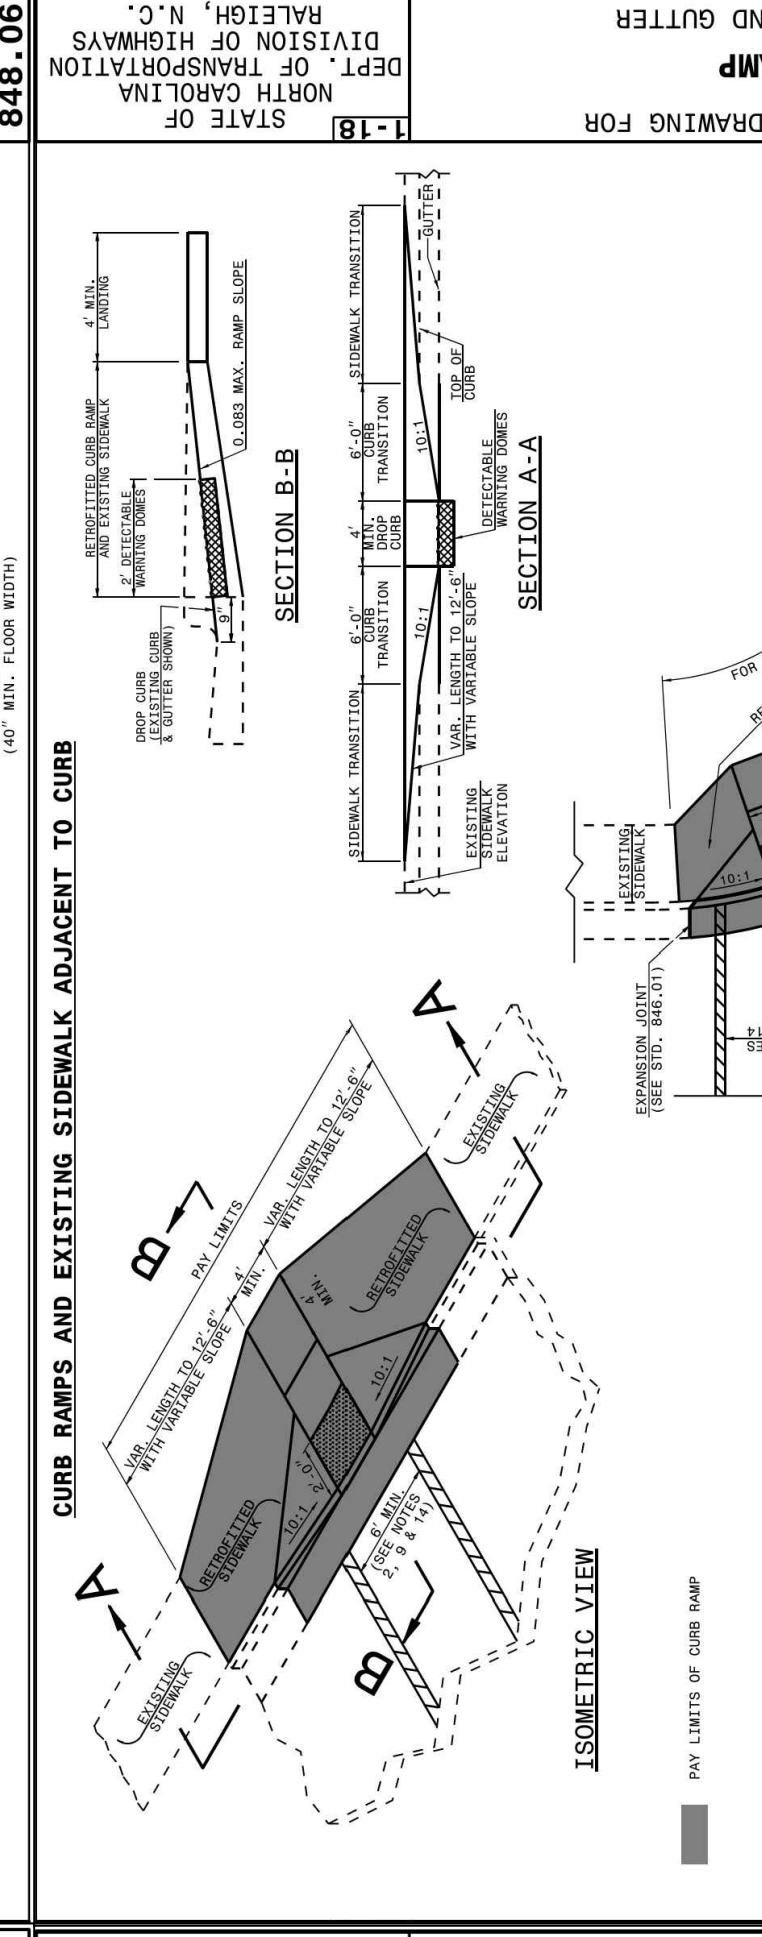 848.06
STATE OF
NORTH CAROLINA
DEPT. OF TRANSPORTATION
DIVISION OF HIGHWAYS
RALEIGH, N.C.
1-18
DRAWING FOR
ND GUTTER
(40" MIN. FLOOR WIDTH)
CURB RAMPS AND EXISTING SIDEWALK ADJACENT TO CURB
4' MIN.
LANDING
RETROFITTED CURB RAMP
AND EXISTING SIDEWALK
2' DETECTABLE
WARNING DOMES
0.083 MAX. RAMP SLOPE
DROP CURB
(EXISTING CURB
& GUTTER SHOWN)
9"
SECTION B-B
SIDEWALK TRANSITION
6'-0"
CURB
TRANSITION
4'
MIN.
DROP
CURB
6'-0"
CURB
TRANSITION
SIDEWALK TRANSITION
10:1
10:1
GUTTER
TOP OF
CURB
DETECTABLE
WARNING DOMES
VAR. LENGTH TO 12'-6"
WITH VARIABLE SLOPE
EXISTING
SIDEWALK
ELEVATION
SECTION A-A
A
A
B
B
PAY LIMITS
VAR. LENGTH TO 12'-6"
WITH VARIABLE SLOPE
4'
MIN.
VAR. LENGTH TO 12'-6"
WITH VARIABLE SLOPE
EXISTING
SIDEWALK
RETROFITTED
SIDEWALK
10:1
2'-0"
4'
MIN.
10:1
RETROFITTED
SIDEWALK
EXISTING
SIDEWALK
6' MIN.
(SEE NOTES
2, 9 & 14)
ISOMETRIC VIEW
EXISTING
SIDEWALK
EXPANSION JOINT
(SEE STD. 846.01)
10:1
FOR
PAY LIMITS OF CURB RAMP